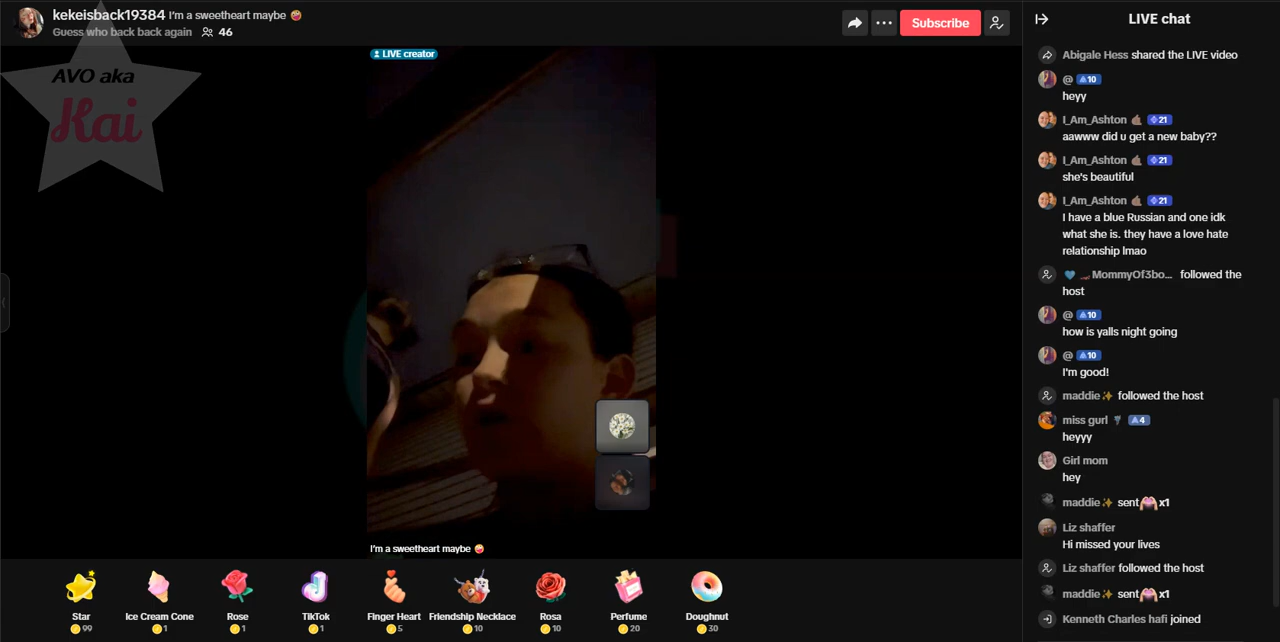 kekeisback19384 I'm a sweetheart maybe 🤪
Guess who back back again 46
Subscribe
AVO aka
Kai
LIVE creator
I'm a sweetheart maybe 🤪
Star
99
Ice Cream Cone
1
Rose
1
TikTok
1
Finger Heart
5
Friendship Necklace
10
Rosa
10
Perfume
20
Doughnut
30
LIVE chat
Abigale Hess shared the LIVE video
@ 10
heyy
I_Am_Ashton 21
aawww did u get a new baby??
I_Am_Ashton 21
she's beautiful
I_Am_Ashton 21
I have a blue Russian and one idk
what she is. they have a love hate
relationship lmao
MommyOf3bo... followed the
host
@ 10
how is yalls night going
@ 10
I'm good!
maddie✨ followed the host
miss gurl 4
heyyy
Girl mom
hey
maddie✨ sent x1
Liz shaffer
Hi missed your lives
Liz shaffer followed the host
maddie✨ sent x1
Kenneth Charles hafi joined